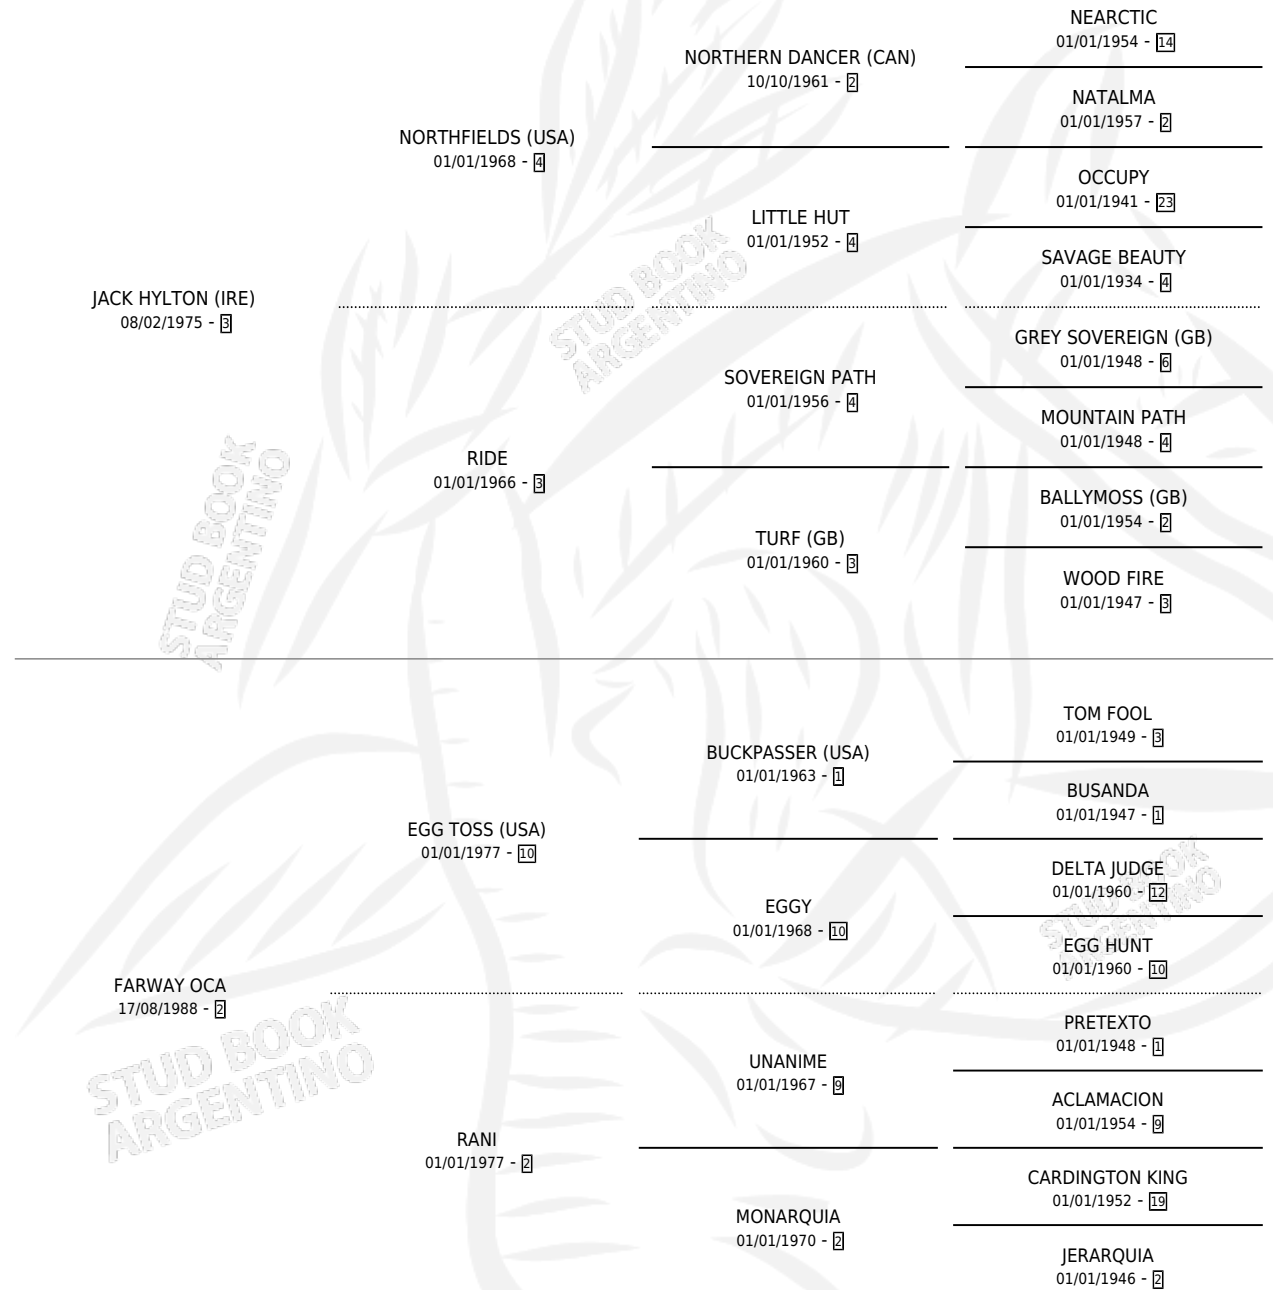 NEARCTIC
01/01/1954 - 14
NORTHERN DANCER (CAN)
10/10/1961 - 2
NATALMA
01/01/1957 - 2
NORTHFIELDS (USA)
01/01/1968 - 4
OCCUPY
01/01/1941 - 23
LITTLE HUT
01/01/1952 - 4
SAVAGE BEAUTY
01/01/1934 - 4
JACK HYLTON (IRE)
08/02/1975 - 3
STUD BOOK
ARGENTINO
GREY SOVEREIGN (GB)
01/01/1948 - 6
SOVEREIGN PATH
01/01/1956 - 4
MOUNTAIN PATH
01/01/1948 - 4
RIDE
01/01/1966 - 3
BALLYMOSS (GB)
01/01/1954 - 2
TURF (GB)
01/01/1960 - 3
WOOD FIRE
01/01/1947 - 3
STUD BOOK
ARGENTINO
TOM FOOL
01/01/1949 - 3
BUCKPASSER (USA)
01/01/1963 - 1
BUSANDA
01/01/1947 - 1
EGG TOSS (USA)
01/01/1977 - 10
DELTA JUDGE
01/01/1960 - 12
EGGY
01/01/1968 - 10
EGG HUNT
01/01/1960 - 10
STUD BOOK
ARGENTINO
FARWAY OCA
17/08/1988 - 2
PRETEXTO
01/01/1948 - 1
UNANIME
01/01/1967 - 9
ACLAMACION
01/01/1954 - 9
STUD BOOK
ARGENTINO
RANI
01/01/1977 - 2
CARDINGTON KING
01/01/1952 - 19
MONARQUIA
01/01/1970 - 2
JERARQUIA
01/01/1946 - 2